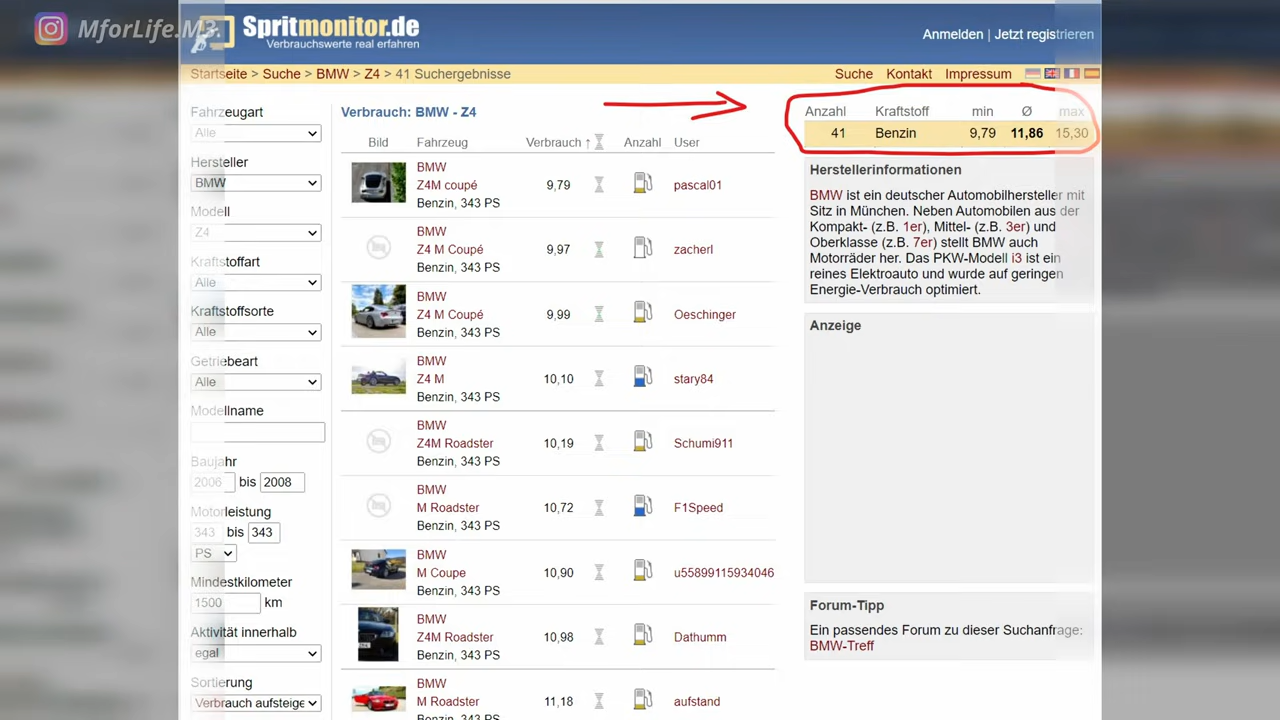 MforLife.M3
Spritmonitor.de
Verbrauchswerte real erfahren
Anmelden | Jetzt registrieren
Startseite > Suche > BMW > Z4 > 41 Suchergebnisse
Suche Kontakt Impressum
Fahrzeugart
Alle
Hersteller
BMW
Modell
Z4
Kraftstoffart
Alle
Kraftstoffsorte
Alle
Getriebeart
Alle
Modellname
Baujahr
2006 bis 2008
Motorleistung
343 bis 343
PS
Mindestkilometer
1500 km
Aktivität innerhalb
egal
Sortierung
Verbrauch aufsteige
Verbrauch: BMW - Z4
Bild Fahrzeug Verbrauch ↑ Anzahl User
BMW
Z4M coupé 9,79 pascal01
Benzin, 343 PS
BMW
Z4 M Coupé 9,97 zacherl
Benzin, 343 PS
BMW
Z4 M Coupé 9,99 Oeschinger
Benzin, 343 PS
BMW
Z4 M 10,10 stary84
Benzin, 343 PS
BMW
Z4M Roadster 10,19 Schumi911
Benzin, 343 PS
BMW
M Roadster 10,72 F1Speed
Benzin, 343 PS
BMW
M Coupe 10,90 u55899115934046
Benzin, 343 PS
BMW
Z4M Roadster 10,98 Dathumm
Benzin, 343 PS
BMW
M Roadster 11,18 aufstand
Benzin, 343 PS
Anzahl Kraftstoff min Ø max
41 Benzin 9,79 11,86 15,30
Herstellerinformationen
BMW ist ein deutscher Automobilhersteller mit
Sitz in München. Neben Automobilen aus der
Kompakt- (z.B. 1er), Mittel- (z.B. 3er) und
Oberklasse (z.B. 7er) stellt BMW auch
Motorräder her. Das PKW-Modell i3 ist ein
reines Elektroauto und wurde auf geringen
Energie-Verbrauch optimiert.
Anzeige
Forum-Tipp
Ein passendes Forum zu dieser Suchanfrage:
BMW-Treff